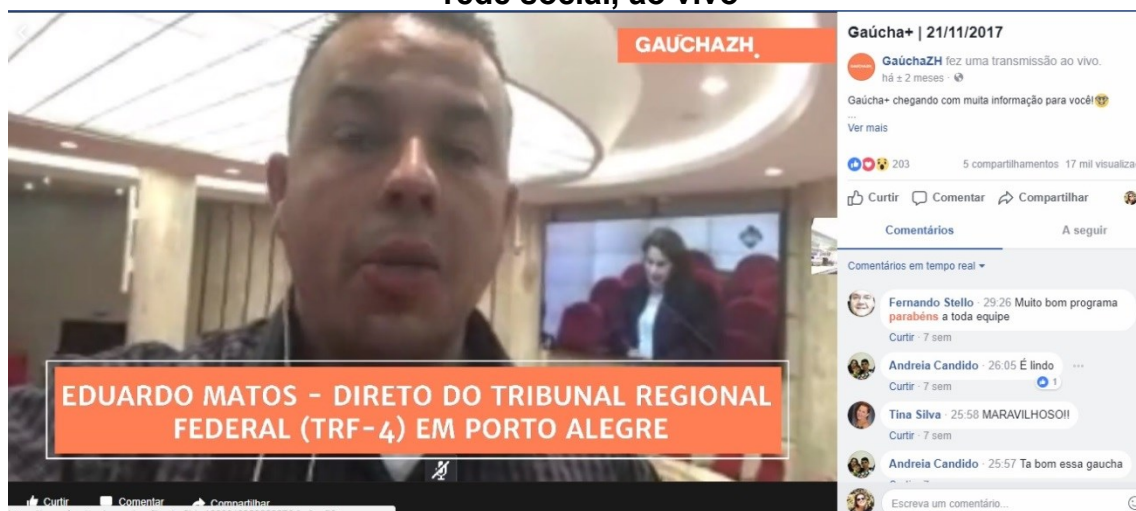 Rede social, ao vivo
GAÚCHAZH.
EDUARDO MATOS - DIRETO DO TRIBUNAL REGIONAL
FEDERAL (TRF-4) EM PORTO ALEGRE
Curtir Comentar Compartilhar
Gaúcha+ | 21/11/2017
GaúchaZH fez uma transmissão ao vivo.
há ± 2 meses ·
Gaúcha+ chegando com muita informação para você!
...
Ver mais
203 5 compartilhamentos 17 mil visualiza
Curtir Comentar Compartilhar
Comentários A seguir
Comentários em tempo real
Fernando Stello · 29:26 Muito bom programa
parabéns a toda equipe
Curtir · 7 sem
Andreia Candido · 26:05 É lindo ...
Curtir · 7 sem 1
Tina Silva · 25:58 MARAVILHOSO!!
Curtir · 7 sem
Andreia Candido · 25:57 Ta bom essa gaucha
Escreva um comentário...